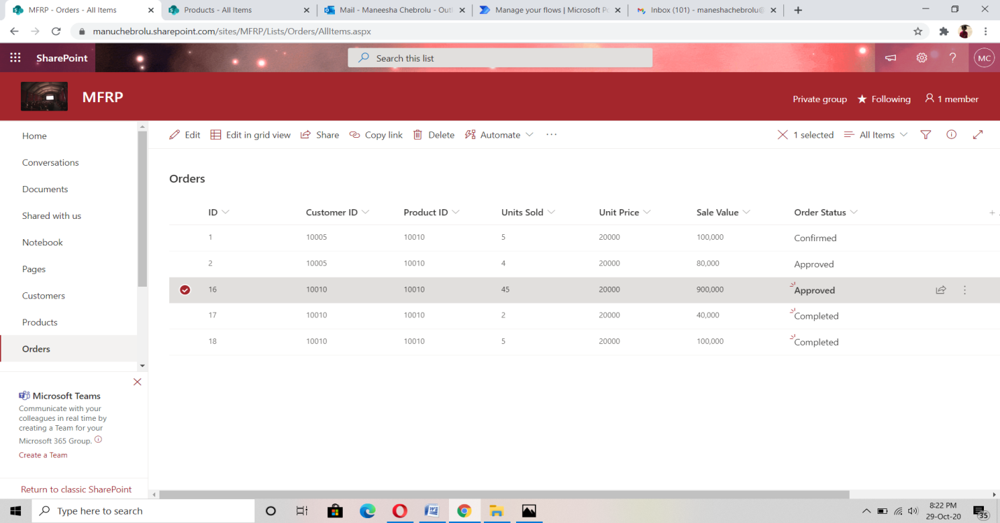 MFRP - Orders - All Items
Products - All Items
Mail - Maneesha Chebrolu - Outl
Manage your flows | Microsoft Po
Inbox (101) - maneshachebrolu@
manuchebrolu.sharepoint.com/sites/MFRP/Lists/Orders/AllItems.aspx
SharePoint
Search this list
MC
MFRP
Private group
Following
1 member
Home
Conversations
Documents
Shared with us
Notebook
Pages
Customers
Products
Orders
Edit
Edit in grid view
Share
Copy link
Delete
Automate
1 selected
All Items
Orders
ID Customer ID Product ID Units Sold Unit Price Sale Value Order Status
1 10005 10010 5 20000 100,000 Confirmed
2 10005 10010 4 20000 80,000 Approved
16 10010 10010 45 20000 900,000 Approved
17 10010 10010 2 20000 40,000 Completed
18 10010 10010 5 20000 100,000 Completed
Microsoft Teams
Communicate with your
colleagues in real time by
creating a Team for your
Microsoft 365 Group.
Create a Team
Return to classic SharePoint
Type here to search
8:22 PM
29-Oct-20
35